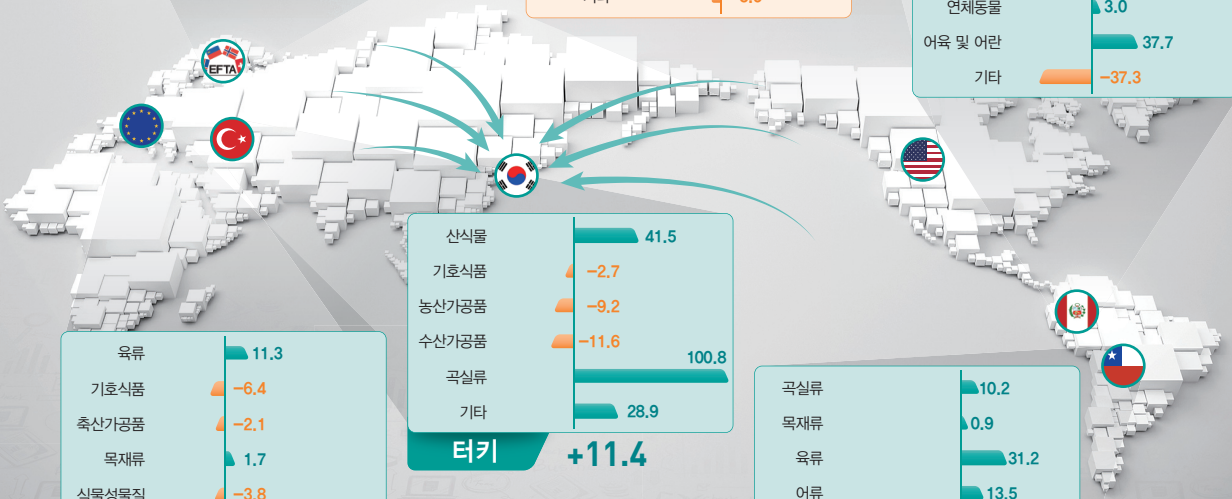 연체동물 3.0
어육 및 어란 37.7
기타 -37.3
EFTA
산식물 41.5
기호식품 -2.7
농산가공품 -9.2
수산가공품 -11.6
곡실류 100.8
기타 28.9
터키 +11.4
육류 11.3
기호식품 -6.4
축산가공품 -2.1
목재류 1.7
식물성물질 -3.8
곡실류 10.2
목재류 0.9
육류 31.2
어류 13.5